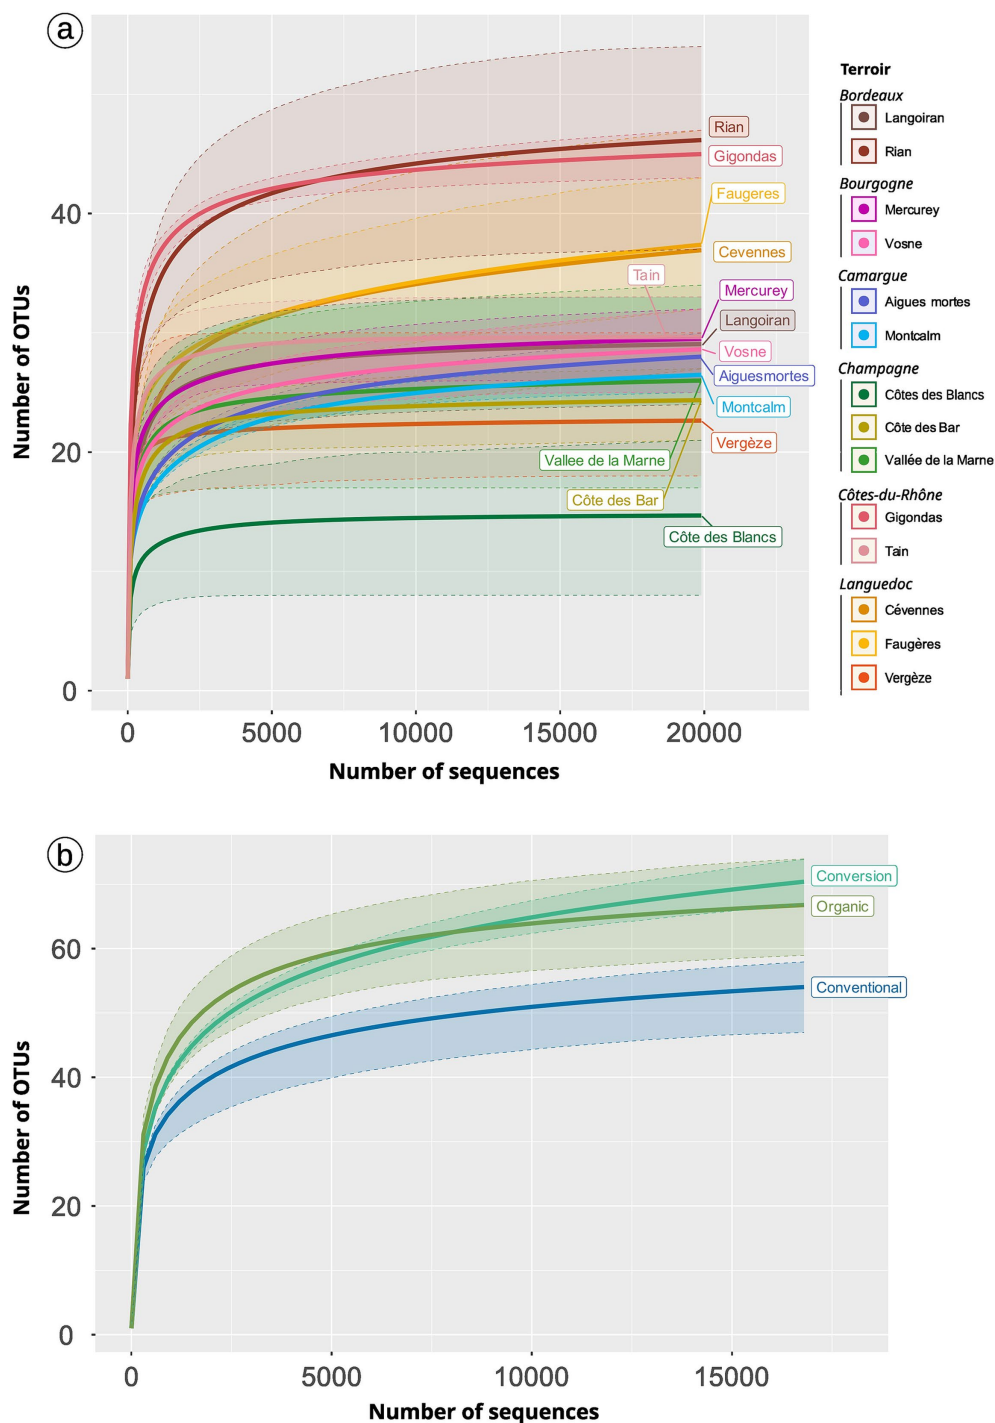 a
Number of OTUs
40
20
0
0
5000
10000
15000
20000
Number of sequences
Rian
Gigondas
Faugeres
Cevennes
Tain
Mercurey
Langoiran
Vosne
Aiguesmortes
Montcalm
Vergèze
Vallee de la Marne
Côte des Bar
Côte des Blancs
Terroir
Bordeaux
Langoiran
Rian
Bourgogne
Mercurey
Vosne
Camargue
Aigues mortes
Montcalm
Champagne
Côtes des Blancs
Côte des Bar
Vallée de la Marne
Côtes-du-Rhône
Gigondas
Tain
Languedoc
Cévennes
Faugères
Vergèze
b
Number of OTUs
60
40
20
0
0
5000
10000
15000
Number of sequences
Conversion
Organic
Conventional